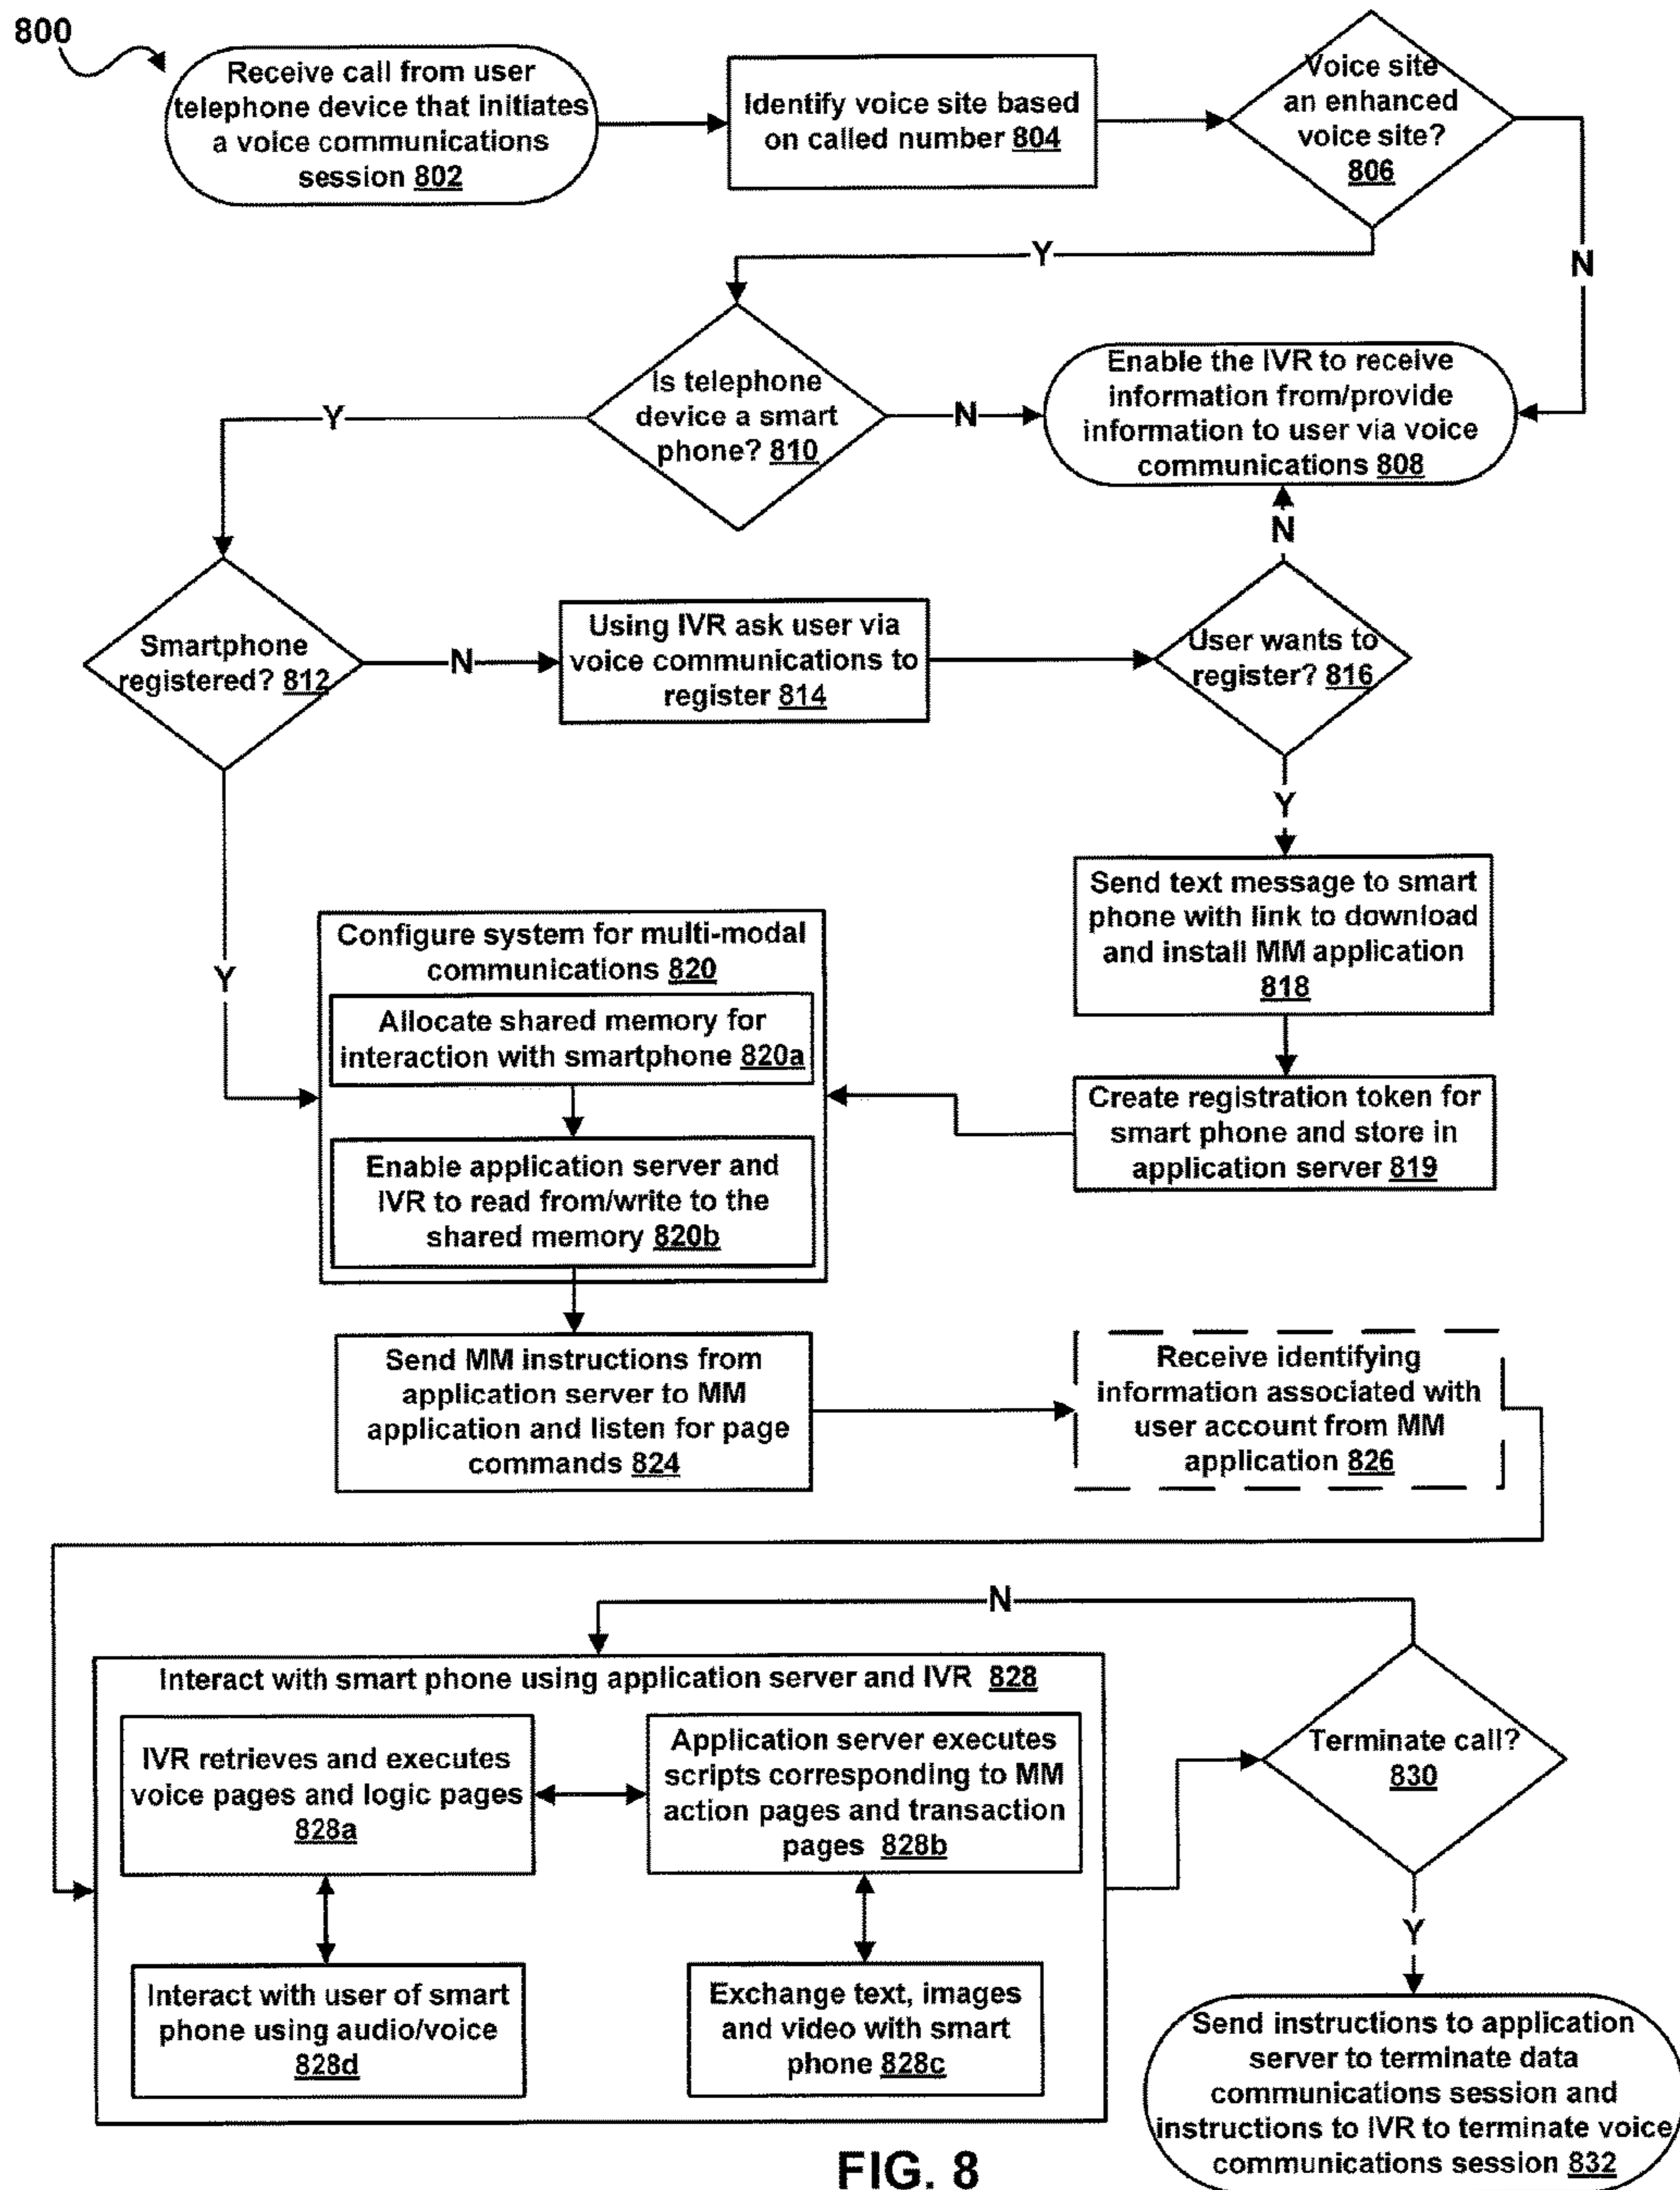 800
Receive call from user
telephone device that initiates
a voice communications
session 802
Identify voice site based
on called number 804
Voice site
an enhanced
voice site?
806
Y
N
Is telephone
device a smart
phone? 810
Y
N
Enable the IVR to receive
information from/provide
information to user via voice
communications 808
N
Smartphone
registered? 812
N
Using IVR ask user via
voice communications to
register 814
User wants to
register? 816
Y
Y
Send text message to smart
phone with link to download
and install MM application
818
Configure system for multi-modal
communications 820
Allocate shared memory for
interaction with smartphone 820a
Enable application server and
IVR to read from/write to the
shared memory 820b
Create registration token for
smart phone and store in
application server 819
Send MM instructions from
application server to MM
application and listen for page
commands 824
Receive identifying
information associated with
user account from MM
application 826
N
Interact with smart phone using application server and IVR 828
IVR retrieves and executes
voice pages and logic pages
828a
Application server executes
scripts corresponding to MM
action pages and transaction
pages 828b
Interact with user of smart
phone using audio/voice
828d
Exchange text, images
and video with smart
phone 828c
Terminate call?
830
Y
Send instructions to application
server to terminate data
communications session and
instructions to IVR to terminate voice
communications session 832
FIG. 8